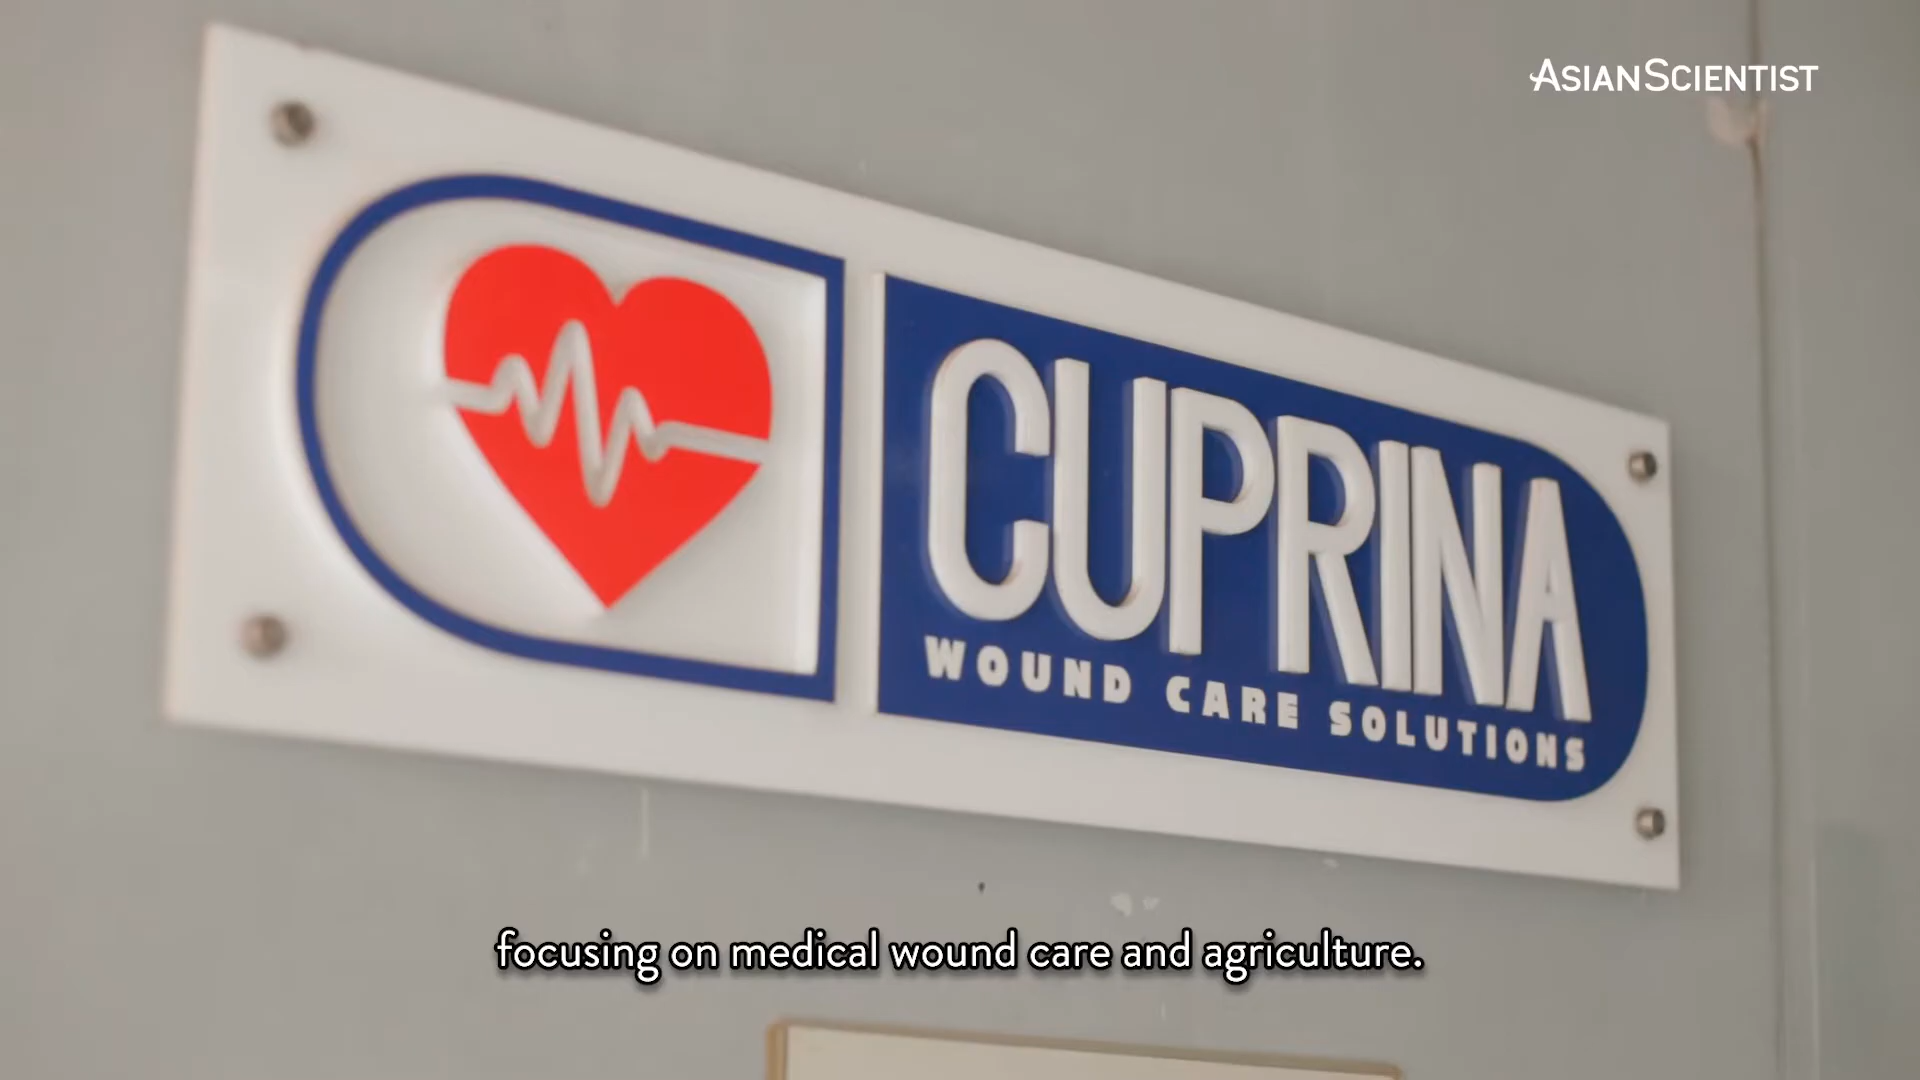 ASIANSCIENTIST
CUPRINA
WOUND CARE SOLUTIONS
focusing on medical wound care and agriculture.